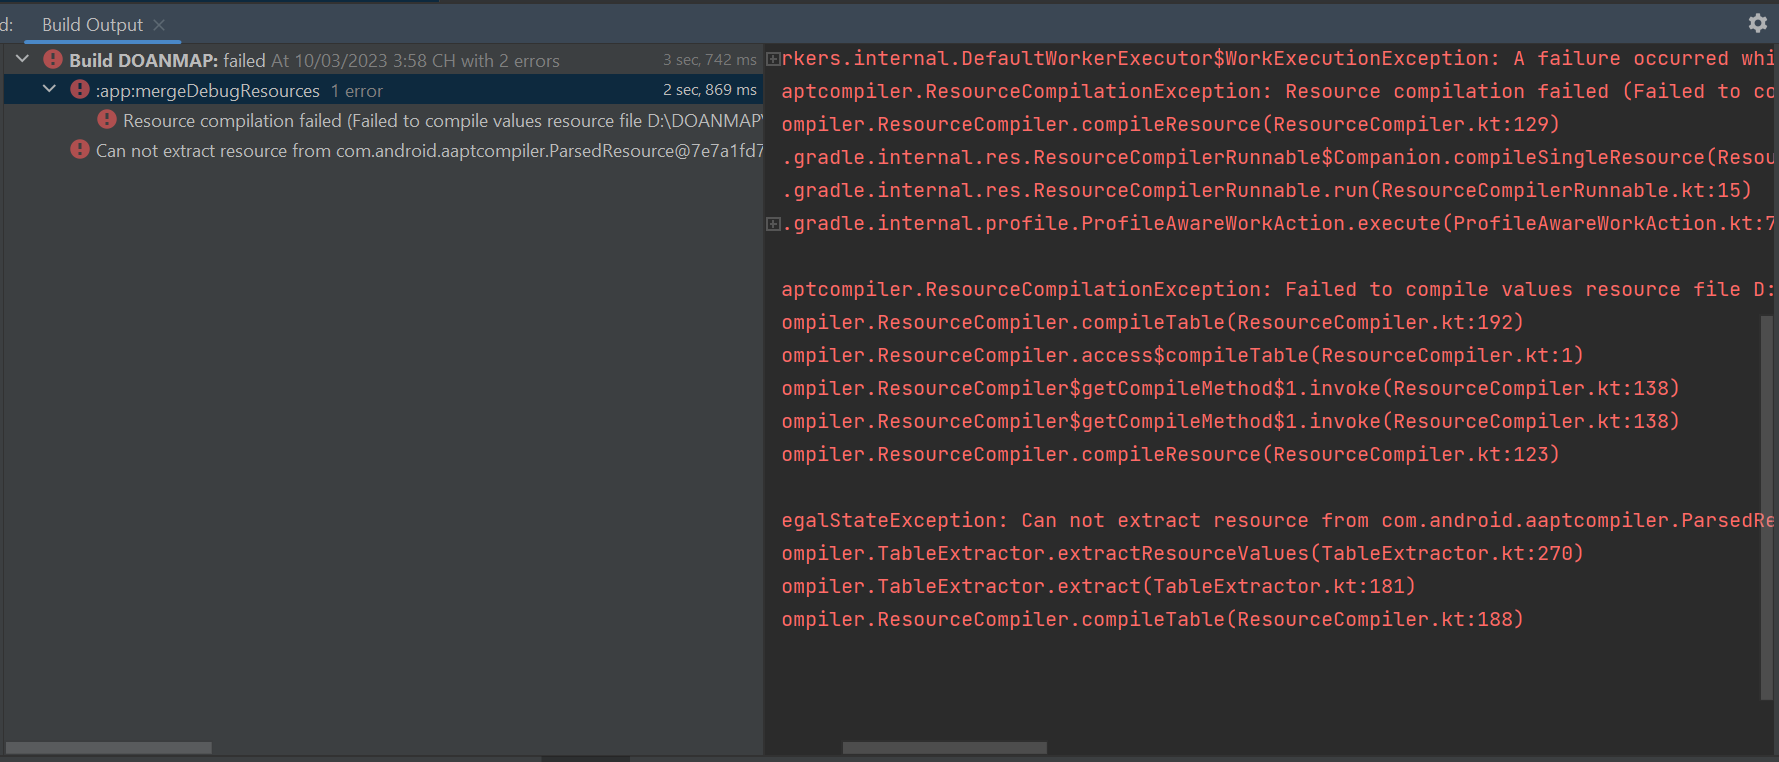 d:
Build Output
Build DOANMAP: failed At 10/03/2023 3:58 CH with 2 errors 3 sec, 742 ms
:app:mergeDebugResources 1 error 2 sec, 869 ms
Resource compilation failed (Failed to compile values resource file D:\DOANMAP\
Can not extract resource from com.android.aaptcompiler.ParsedResource@7e7a1fd7
rkers.internal.DefaultWorkerExecutor$WorkExecutionException: A failure occurred whi
aptcompiler.ResourceCompilationException: Resource compilation failed (Failed to co
ompiler.ResourceCompiler.compileResource(ResourceCompiler.kt:129)
.gradle.internal.res.ResourceCompilerRunnable$Companion.compileSingleResource(Resou
.gradle.internal.res.ResourceCompilerRunnable.run(ResourceCompilerRunnable.kt:15)
.gradle.internal.profile.ProfileAwareWorkAction.execute(ProfileAwareWorkAction.kt:7
aptcompiler.ResourceCompilationException: Failed to compile values resource file D:
ompiler.ResourceCompiler.compileTable(ResourceCompiler.kt:192)
ompiler.ResourceCompiler.access$compileTable(ResourceCompiler.kt:1)
ompiler.ResourceCompiler$getCompileMethod$1.invoke(ResourceCompiler.kt:138)
ompiler.ResourceCompiler$getCompileMethod$1.invoke(ResourceCompiler.kt:138)
ompiler.ResourceCompiler.compileResource(ResourceCompiler.kt:123)
egalStateException: Can not extract resource from com.android.aaptcompiler.ParsedRe
ompiler.TableExtractor.extractResourceValues(TableExtractor.kt:270)
ompiler.TableExtractor.extract(TableExtractor.kt:181)
ompiler.ResourceCompiler.compileTable(ResourceCompiler.kt:188)